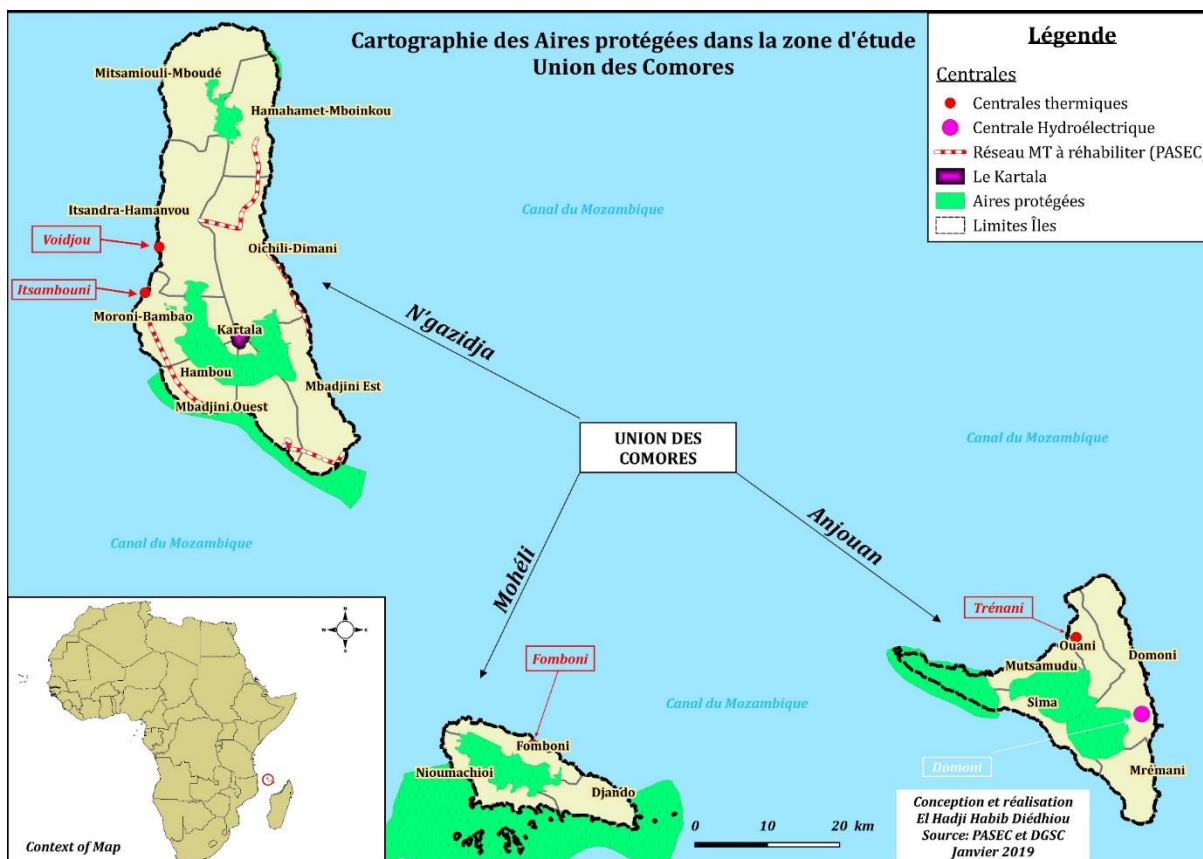 Cartographie des Aires protégées dans la zone d'étude
Union des Comores
Légende
Centrales
Centrales thermiques
Centrale Hydroélectrique
Réseau MT à réhabiliter (PASEC)
Le Kartala
Aires protégées
Limites Îles
Mitsamiouli-Mboudé
Hamahamet-Mboinkou
Itsandra-Hamanvou
Canal du Mozambique
Voidjou
Oichili-Dimani
Itsambouni
Moroni-Bambao
Kartala
N'gazidja
Hambou
Mbadjini Est
Mbadjini Ouest
UNION DES
COMORES
Canal du Mozambique
Canal du Mozambique
Mohéli
Anjouan
N
W
E
S
Trénani
Ouani
Domoni
Mutsamudu
Fomboni
Sima
Canal du Mozambique
Fomboni
Nioumachioi
Domoni
Mrémani
Djando
0 10 20 km
Conception et réalisation
El Hadji Habib Diédhiou
Source: PASEC et DGSC
Janvier 2019
Context of Map